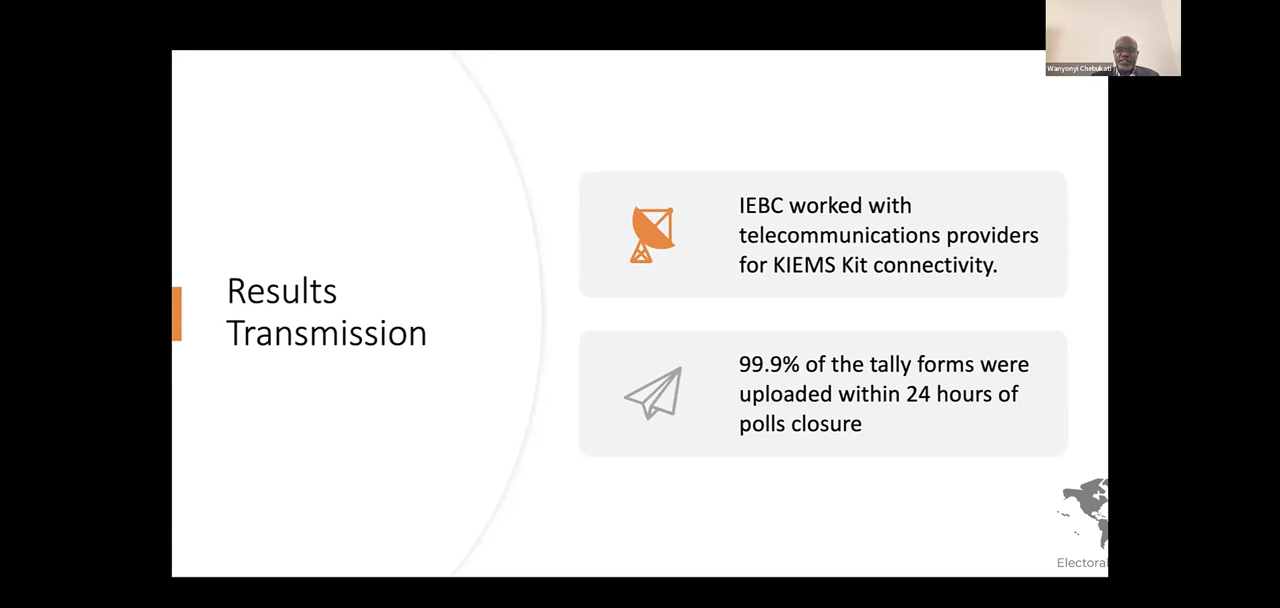 Wanyonyi Chebukati
Results
Transmission
IEBC worked with
telecommunications providers
for KIEMS Kit connectivity.
99.9% of the tally forms were
uploaded within 24 hours of
polls closure
Electoral